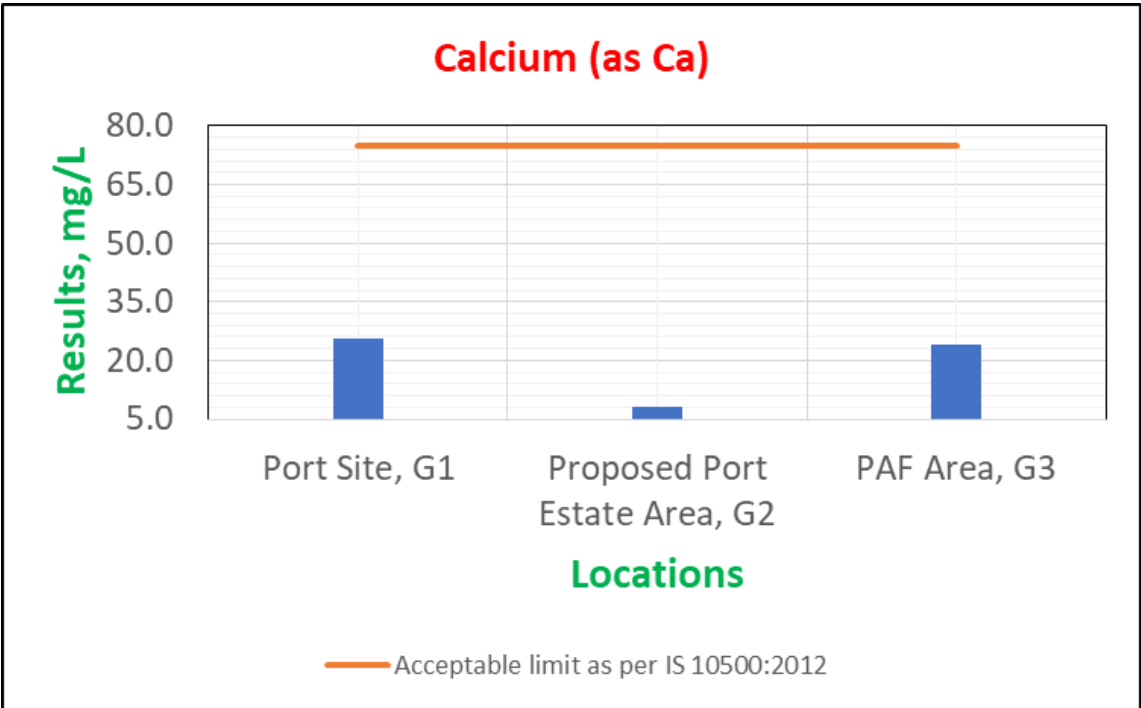 Calcium (as Ca)
Results, mg/L
80.0
65.0
50.0
35.0
20.0
5.0
Port Site, G1
Proposed Port
Estate Area, G2
PAF Area, G3
Locations
Acceptable limit as per IS 10500:2012